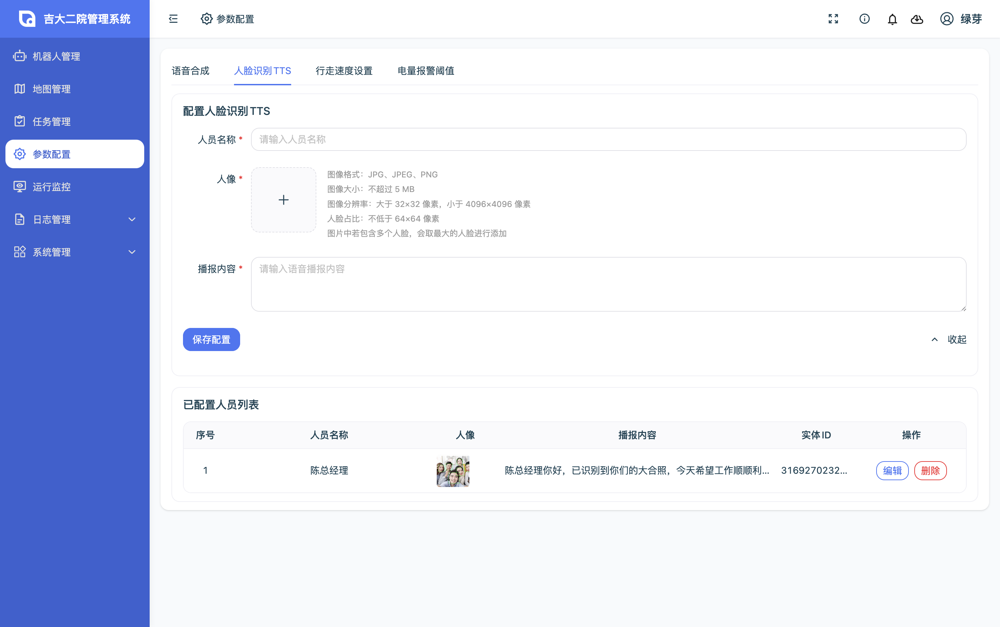 吉大二院管理系统
参数配置
绿芽
机器人管理
地图管理
任务管理
参数配置
运行监控
日志管理
系统管理
语音合成
人脸识别TTS
行走速度设置
电量报警阈值
配置人脸识别TTS
人员名称 *
请输入人员名称
人像 *
图像格式：JPG、JPEG、PNG
图像大小：不超过 5 MB
图像分辨率：大于 32×32 像素，小于 4096×4096 像素
人脸占比：不低于 64×64 像素
图片中若包含多个人脸，会取最大的人脸进行添加
播报内容 *
请输入语音播报内容
保存配置
收起
已配置人员列表
序号 人员名称 人像 播报内容 实体ID 操作
1 陈总经理 陈总经理你好，已识别到你们的大合照，今天希望工作顺顺利... 3169270232... 编辑 删除